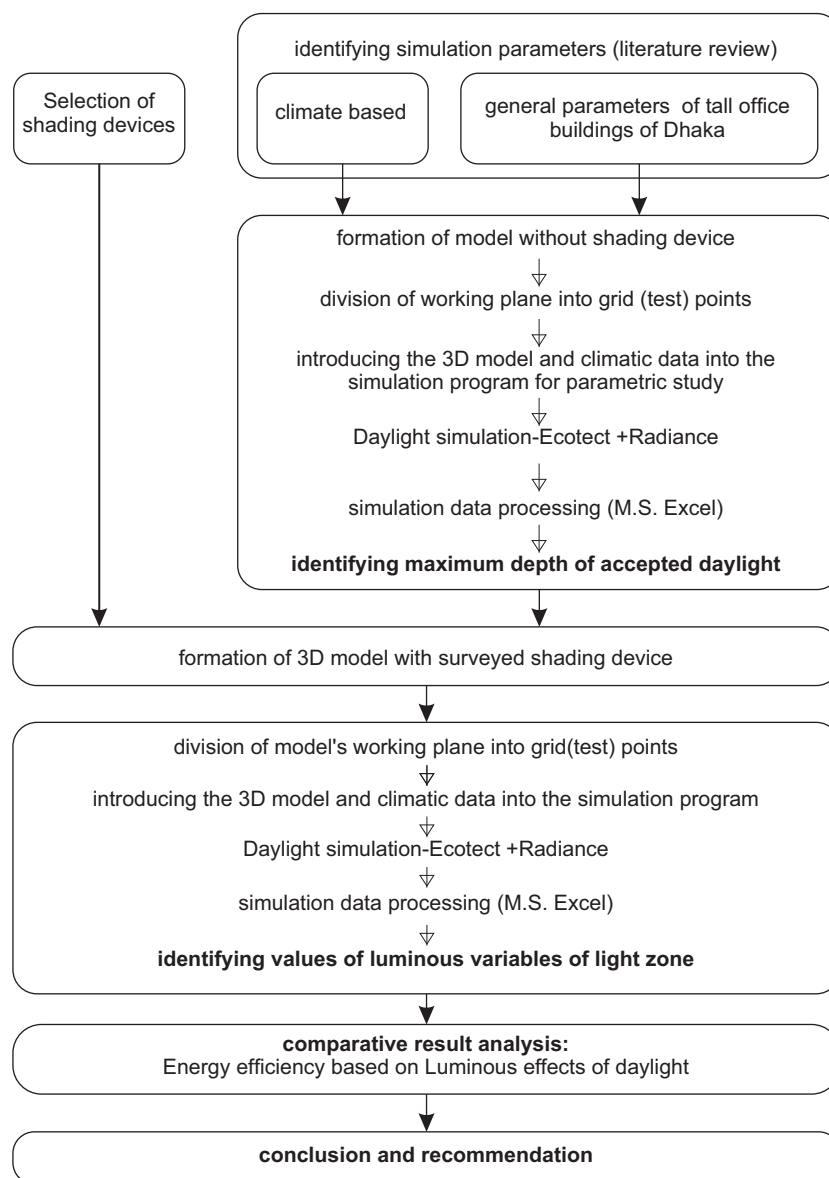 identifying simulation parameters (literature review)
Selection of
shading devices
climate based
general parameters of tall office
buildings of Dhaka
formation of model without shading device
division of working plane into grid (test) points
introducing the 3D model and climatic data into the
simulation program for parametric study
Daylight simulation-Ecotect +Radiance
simulation data processing (M.S. Excel)
identifying maximum depth of accepted daylight
formation of 3D model with surveyed shading device
division of model's working plane into grid(test) points
introducing the 3D model and climatic data into the simulation program
Daylight simulation-Ecotect +Radiance
simulation data processing (M.S. Excel)
identifying values of luminous variables of light zone
comparative result analysis:
Energy efficiency based on Luminous effects of daylight
conclusion and recommendation